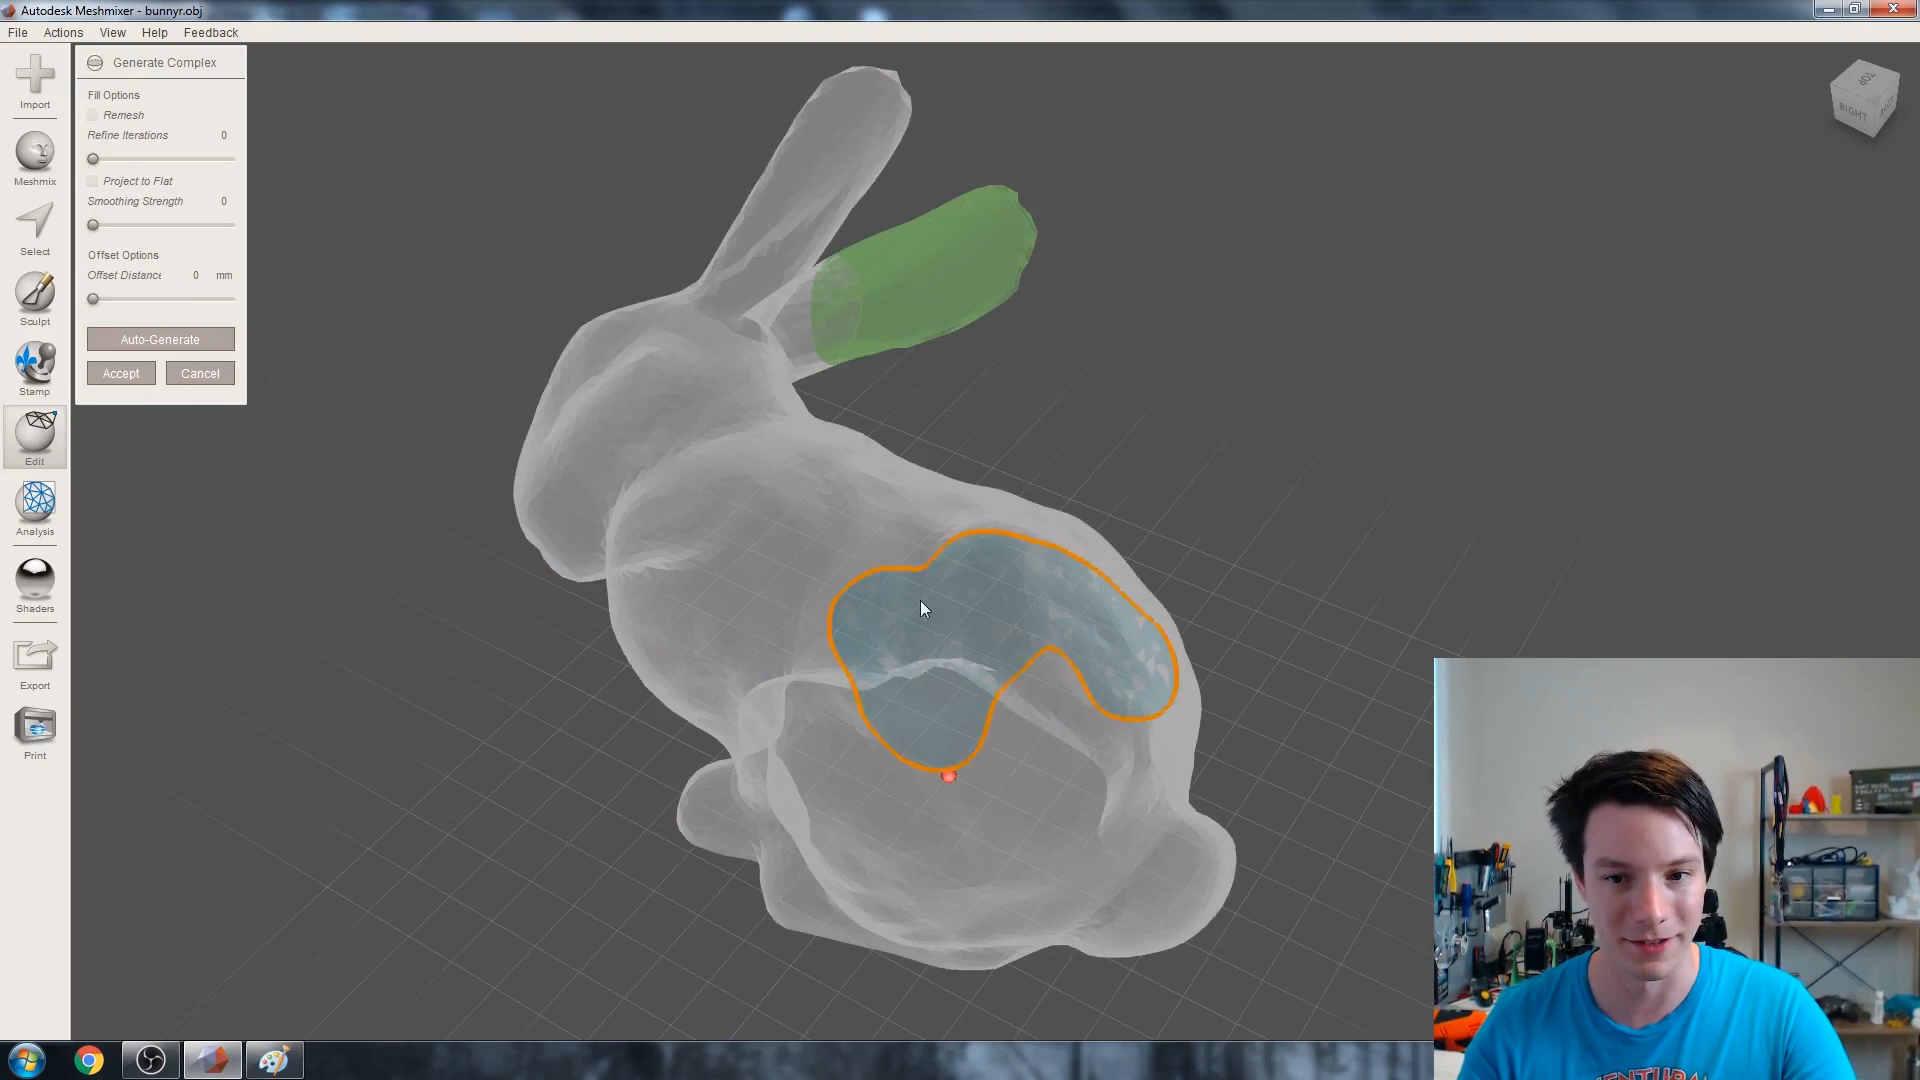 Autodesk Meshmixer - bunnyr.obj
File Actions View Help Feedback
Import
Meshmix
Select
Sculpt
Stamp
Edit
Analysis
Shaders
Export
Print
Generate Complex
Fill Options
Remesh
Refine Iterations 0
Project to Flat
Smoothing Strength 0
Offset Options
Offset Distance 0 mm
Auto-Generate
Accept Cancel
TOP
RIGHT